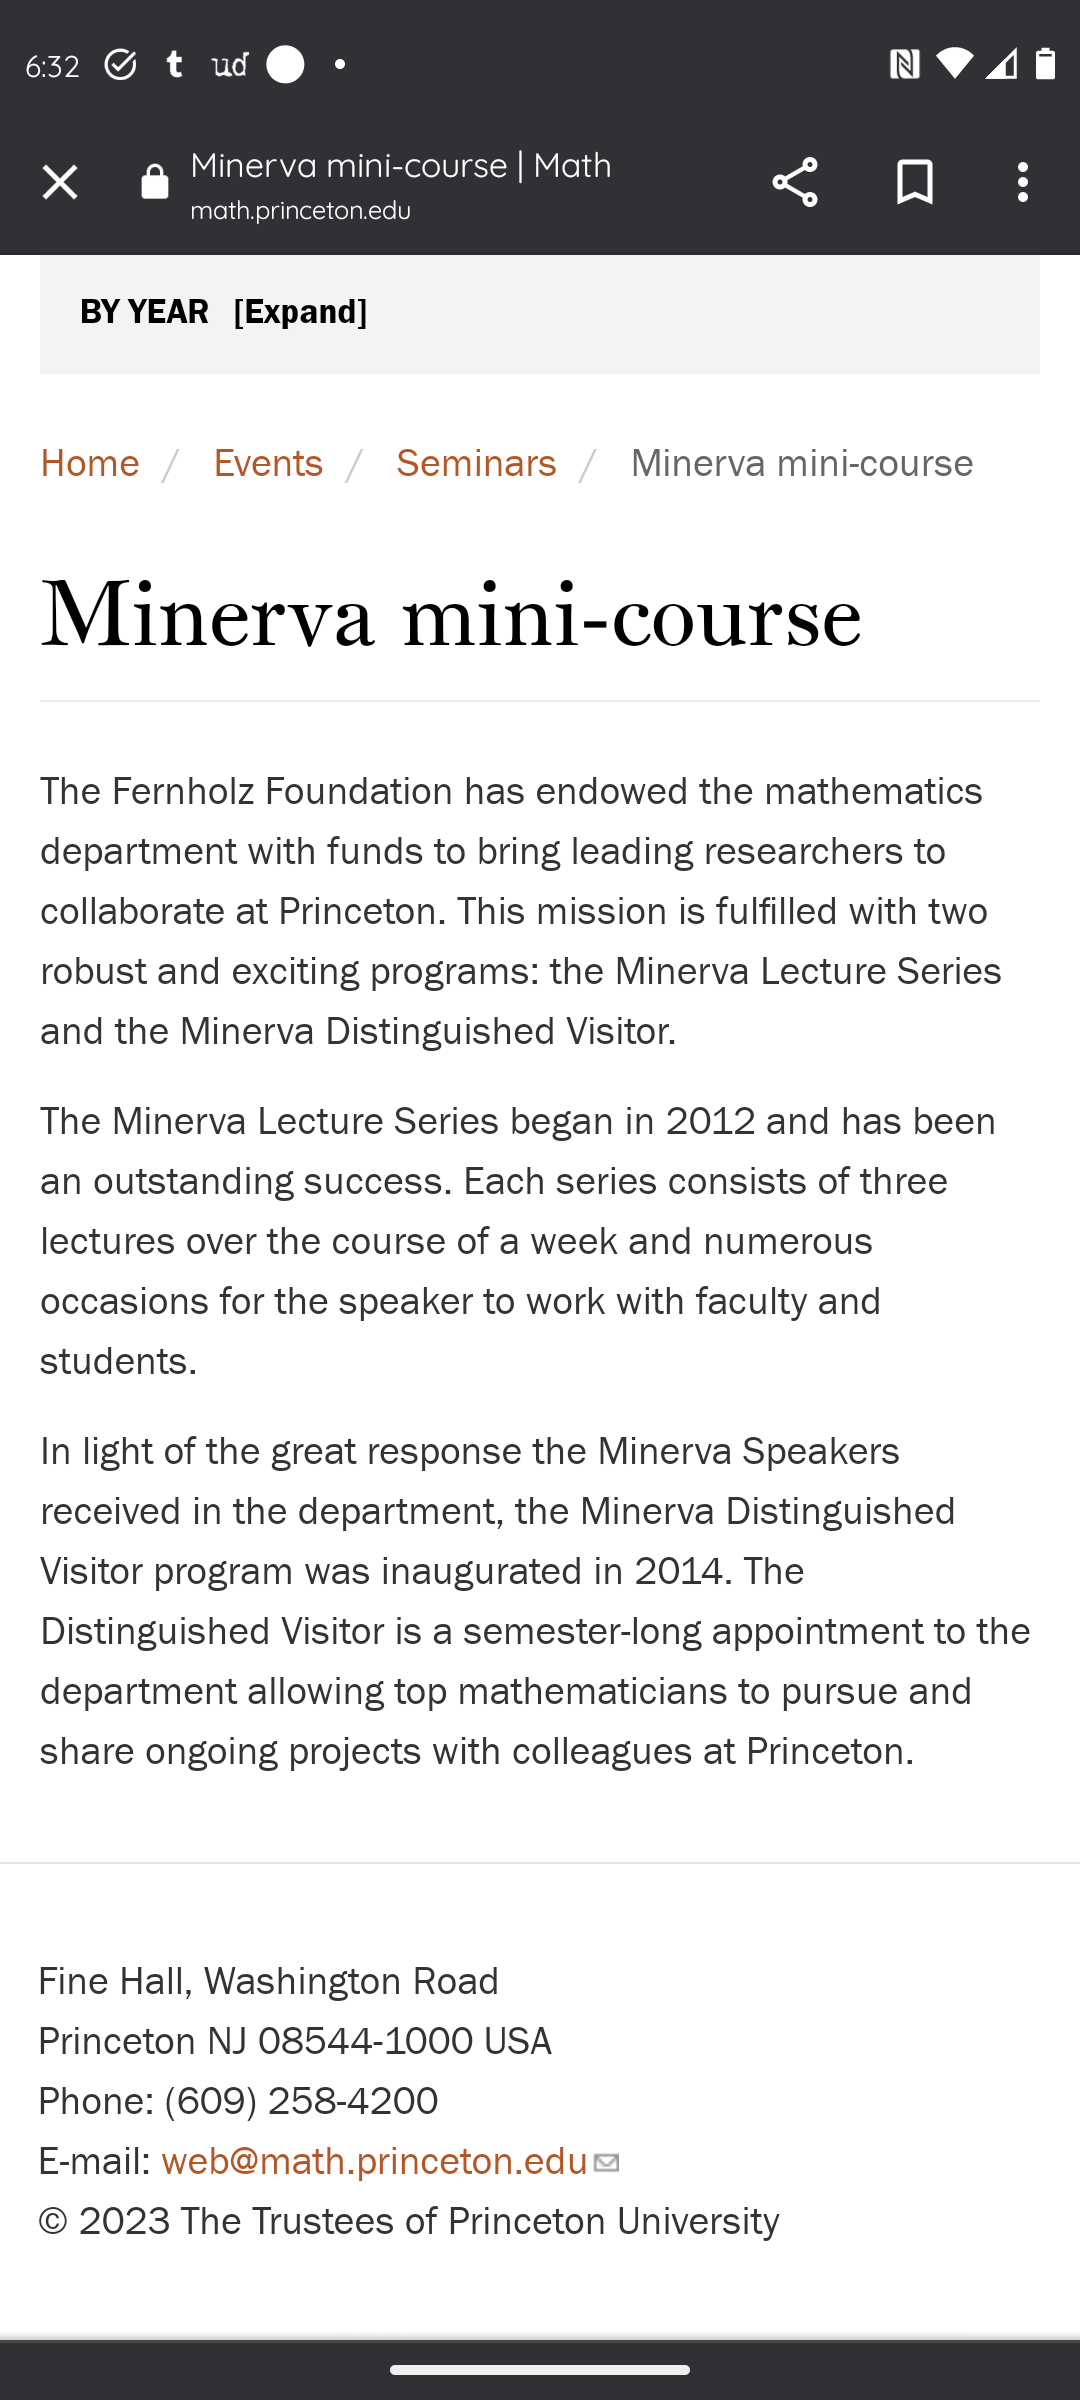 6:32 t ud
Minerva mini-course | Math
math.princeton.edu
BY YEAR [Expand]
Home / Events / Seminars / Minerva mini-course
Minerva mini-course
The Fernholz Foundation has endowed the mathematics
department with funds to bring leading researchers to
collaborate at Princeton. This mission is fulfilled with two
robust and exciting programs: the Minerva Lecture Series
and the Minerva Distinguished Visitor.
The Minerva Lecture Series began in 2012 and has been
an outstanding success. Each series consists of three
lectures over the course of a week and numerous
occasions for the speaker to work with faculty and
students.
In light of the great response the Minerva Speakers
received in the department, the Minerva Distinguished
Visitor program was inaugurated in 2014. The
Distinguished Visitor is a semester-long appointment to the
department allowing top mathematicians to pursue and
share ongoing projects with colleagues at Princeton.
Fine Hall, Washington Road
Princeton NJ 08544-1000 USA
Phone: (609) 258-4200
E-mail: web@math.princeton.edu
© 2023 The Trustees of Princeton University